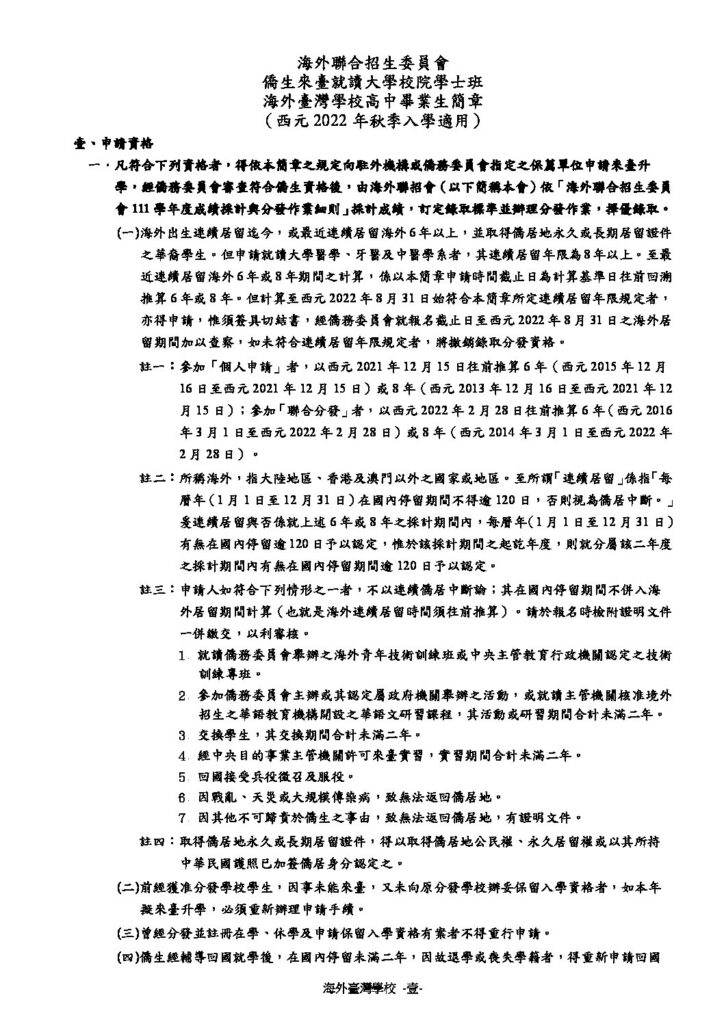 海外聯合招生委員會
僑生來臺就讀大學校院學士班
海外臺灣學校高中畢業生簡章
（西元 2022 年秋季入學適用）
壹、申請資格
一．凡符合下列資格者，得依本簡章之規定向駐外機構或僑務委員會指定之保薦單位申請來臺升
學，經僑務委員會審查符合僑生資格後，由海外聯招會（以下簡稱本會）依「海外聯合招生委員
會 111 學年度成績採計與分發作業細則」採計成績，訂定錄取標準並辦理分發作業，擇優錄取。
(一)海外出生連續居留迄今，或最近連續居留海外 6 年以上，並取得僑居地永久或長期居留證件
之華裔學生。但申請就讀大學醫學、牙醫及中醫學系者，其連續居留年限為 8 年以上。至最
近連續居留海外 6 年或 8 年期間之計算，係以本簡章申請時間截止日為計算基準日往前回溯
推算 6 年或 8 年。但計算至西元 2022 年 8 月 31 日始符合本簡章所定連續居留年限規定者，
亦得申請，惟須簽具切結書，經僑務委員會就報名截止日至西元 2022 年 8 月 31 日之海外居
留期間加以查察，如未符合連續居留年限規定者，將撤銷錄取分發資格。
註一：參加「個人申請」者，以西元 2021 年 12 月 15 日往前推算 6 年（西元 2015 年 12 月
16 日至西元 2021 年 12 月 15 日）或 8 年（西元 2013 年 12 月 16 日至西元 2021 年 12
月 15 日）；參加「聯合分發」者，以西元 2022 年 2 月 28 日往前推算 6 年（西元 2016
年 3 月 1 日至西元 2022 年 2 月 28 日）或 8 年（西元 2014 年 3 月 1 日至西元 2022 年
2 月 28 日）。
註二：所稱海外，指大陸地區、香港及澳門以外之國家或地區。至所謂「連續居留」係指「每
曆年（1 月 1 日至 12 月 31 日）在國內停留期間不得逾 120 日，否則視為僑居中斷。」
爰連續居留與否係就上述 6 年或 8 年之採計期間內，每曆年（1 月 1 日至 12 月 31 日）
有無在國內停留逾 120 日予以認定，惟於該採計期間之起訖年度，則就分屬該二年度
之採計期間內有無在國內停留期間逾 120 日予以認定。
註三：申請人如符合下列情形之一者，不以連續僑居中斷論；其在國內停留期間不併入海
外居留期間計算（也就是海外連續居留時間須往前推算）。請於報名時檢附證明文件
一併繳交，以利審核。
1. 就讀僑務委員會舉辦之海外青年技術訓練班或中央主管教育行政機關認定之技術
訓練專班。
2. 參加僑務委員會主辦或其認定屬政府機關舉辦之活動，或就讀主管機關核准境外
招生之華語教育機構開設之華語文研習課程，其活動或研習期間合計未滿二年。
3. 交換學生，其交換期間合計未滿二年。
4. 經中央目的事業主管機關許可來臺實習，實習期間合計未滿二年。
5. 回國接受兵役徵召及服役。
6. 因戰亂、天災或大規模傳染病，致無法返回僑居地。
7. 因其他不可歸責於僑生之事由，致無法返回僑居地，有證明文件。
註四：取得僑居地永久或長期居留證件，得以取得僑居地公民權、永久居留權或以其所持
中華民國護照已加簽僑居身分認定之。
(二)前經獲准分發學校學生，因事未能來臺，又未向原分發學校辦妥保留入學資格者，如本年
擬來臺升學，必須重新辦理申請手續。
(三)曾經分發並註冊在學、休學及申請保留入學資格有案者不得重行申請。
(四)僑生經輔導回國就學後，在國內停留未滿二年，因故退學或喪失學籍者，得重新申請回國
海外臺灣學校 -壹-